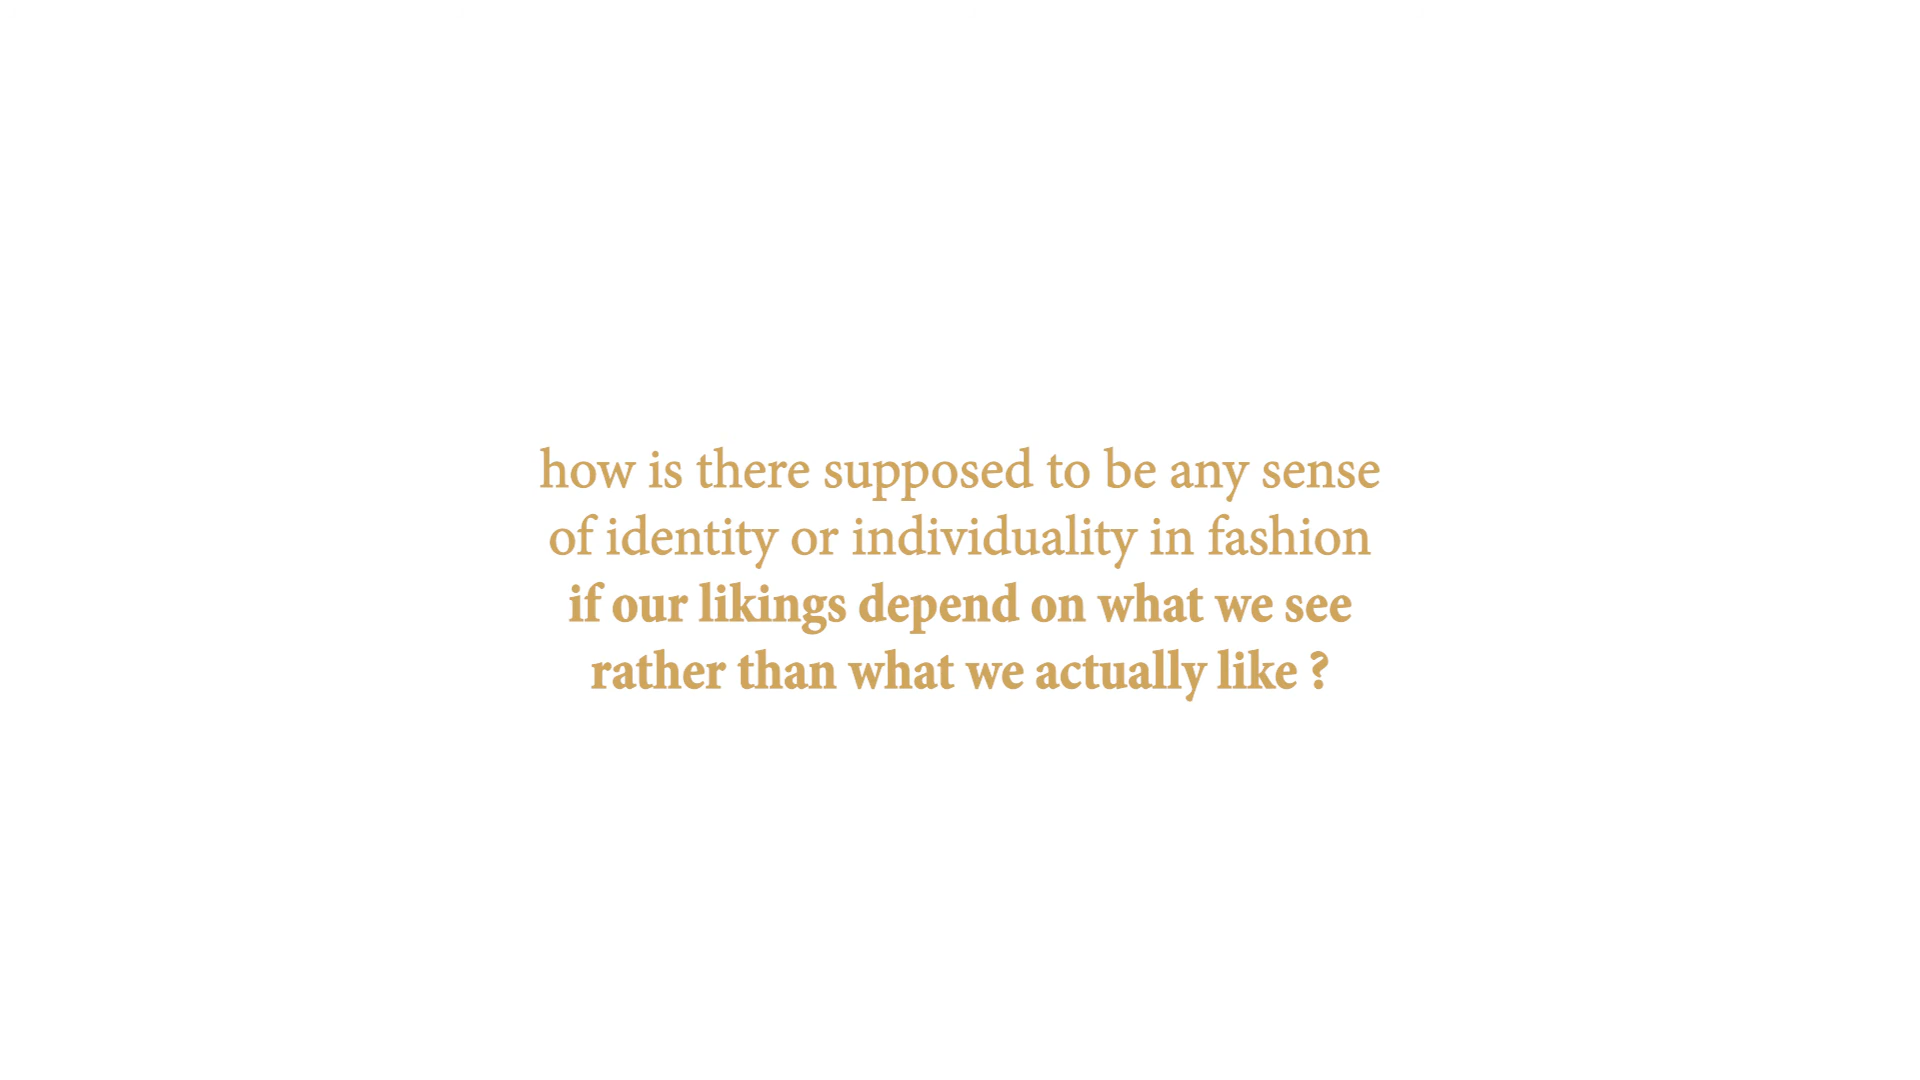 how is there supposed to be any sense
of identity or individuality in fashion
if our likings depend on what we see
rather than what we actually like ?